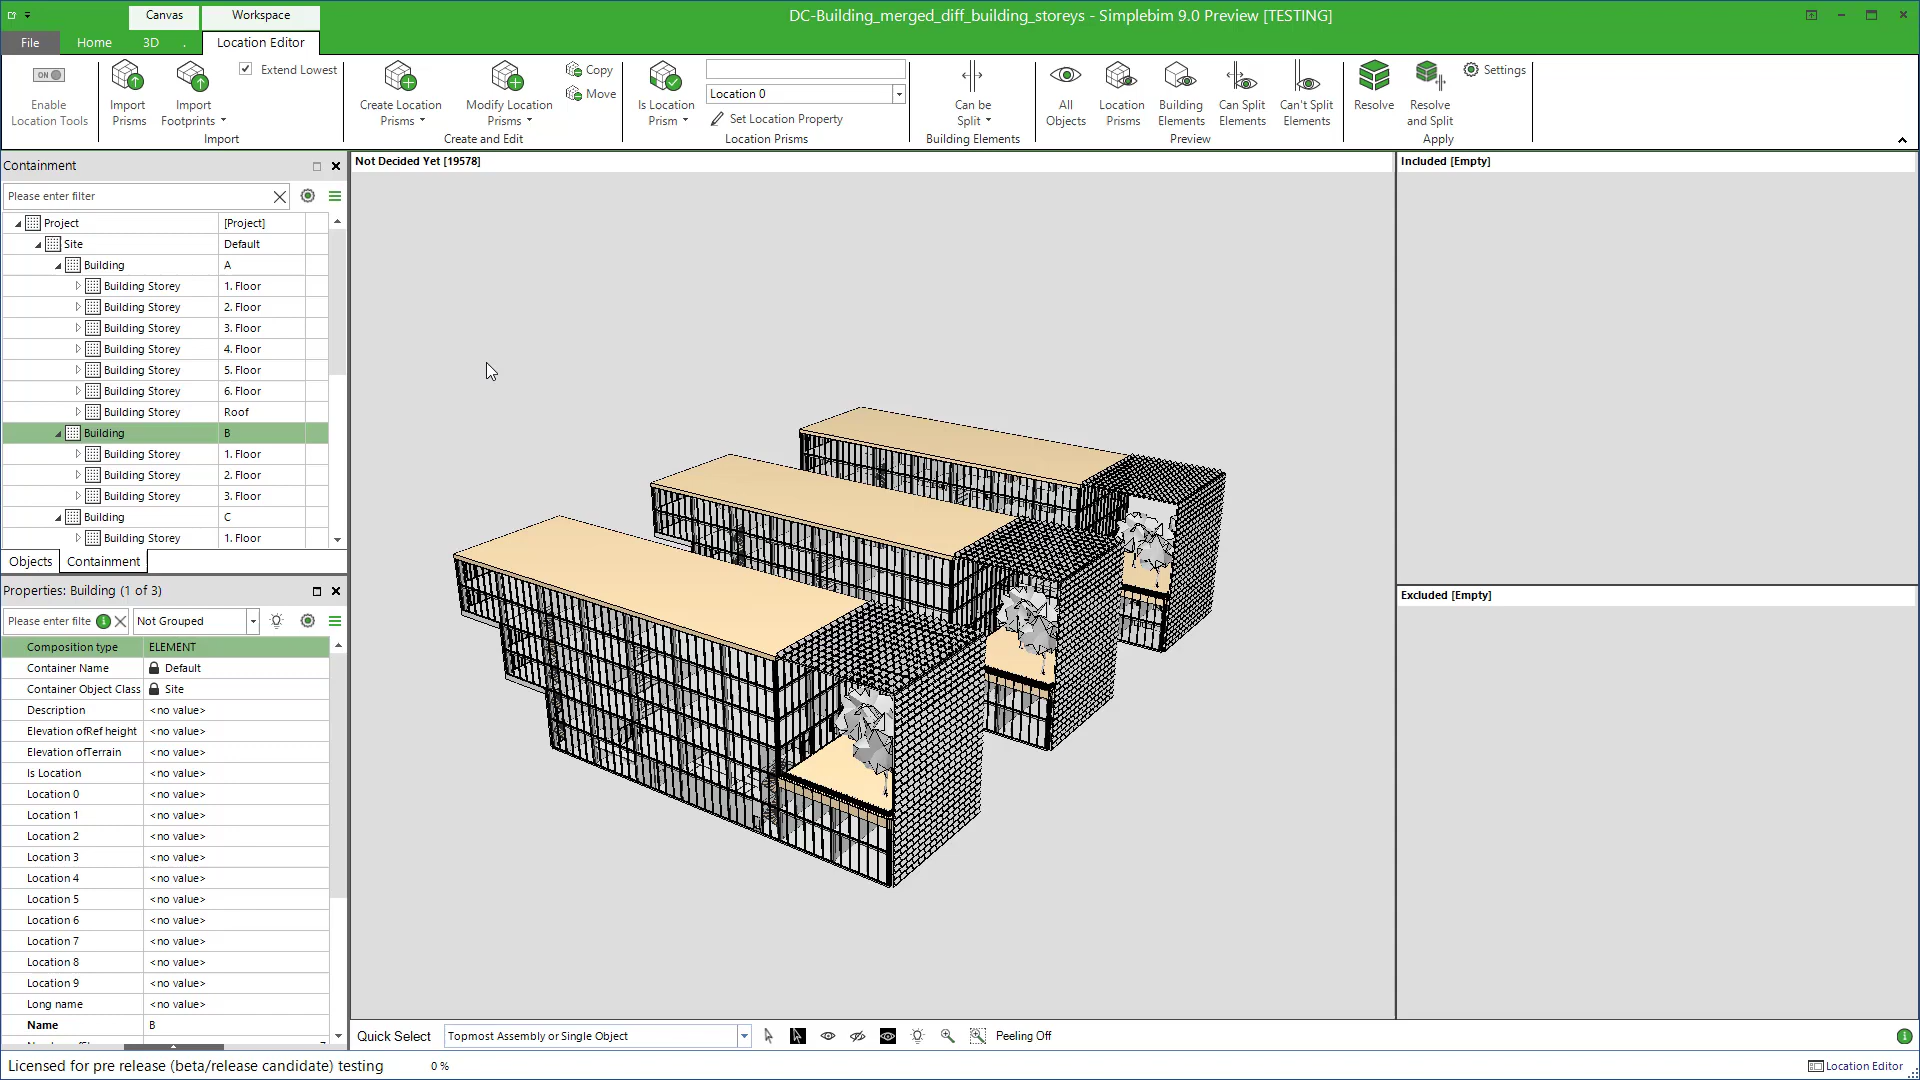 Canvas
Workspace
DC-Building_merged_diff_building_storeys - Simplebim 9.0 Preview [TESTING]
File
Home
3D
.
Location Editor
ON
Enable
Location Tools
Import
Prisms
Import
Footprints
Extend Lowest
Import
Create Location
Prisms
Modify Location
Prisms
Copy
Move
Create and Edit
Is Location
Prism
Location 0
Set Location Property
Location Prisms
Can be
Split
Building Elements
All
Objects
Location
Prisms
Building
Elements
Can Split
Elements
Can't Split
Elements
Preview
Resolve
Resolve
and Split
Settings
Apply
Containment
Please enter filter
Project [Project]
Site Default
Building A
Building Storey 1. Floor
Building Storey 2. Floor
Building Storey 3. Floor
Building Storey 4. Floor
Building Storey 5. Floor
Building Storey 6. Floor
Building Storey Roof
Building B
Building Storey 1. Floor
Building Storey 2. Floor
Building Storey 3. Floor
Building C
Building Storey 1. Floor
Objects
Containment
Properties: Building (1 of 3)
Please enter filte
Not Grouped
Composition type ELEMENT
Container Name Default
Container Object Class Site
Description <no value>
Elevation ofRef height <no value>
Elevation ofTerrain <no value>
Is Location <no value>
Location 0 <no value>
Location 1 <no value>
Location 2 <no value>
Location 3 <no value>
Location 4 <no value>
Location 5 <no value>
Location 6 <no value>
Location 7 <no value>
Location 8 <no value>
Location 9 <no value>
Long name <no value>
Name B
Not Decided Yet [19578]
Included [Empty]
Excluded [Empty]
Quick Select
Topmost Assembly or Single Object
Peeling Off
Licensed for pre release (beta/release candidate) testing
0 %
Location Editor